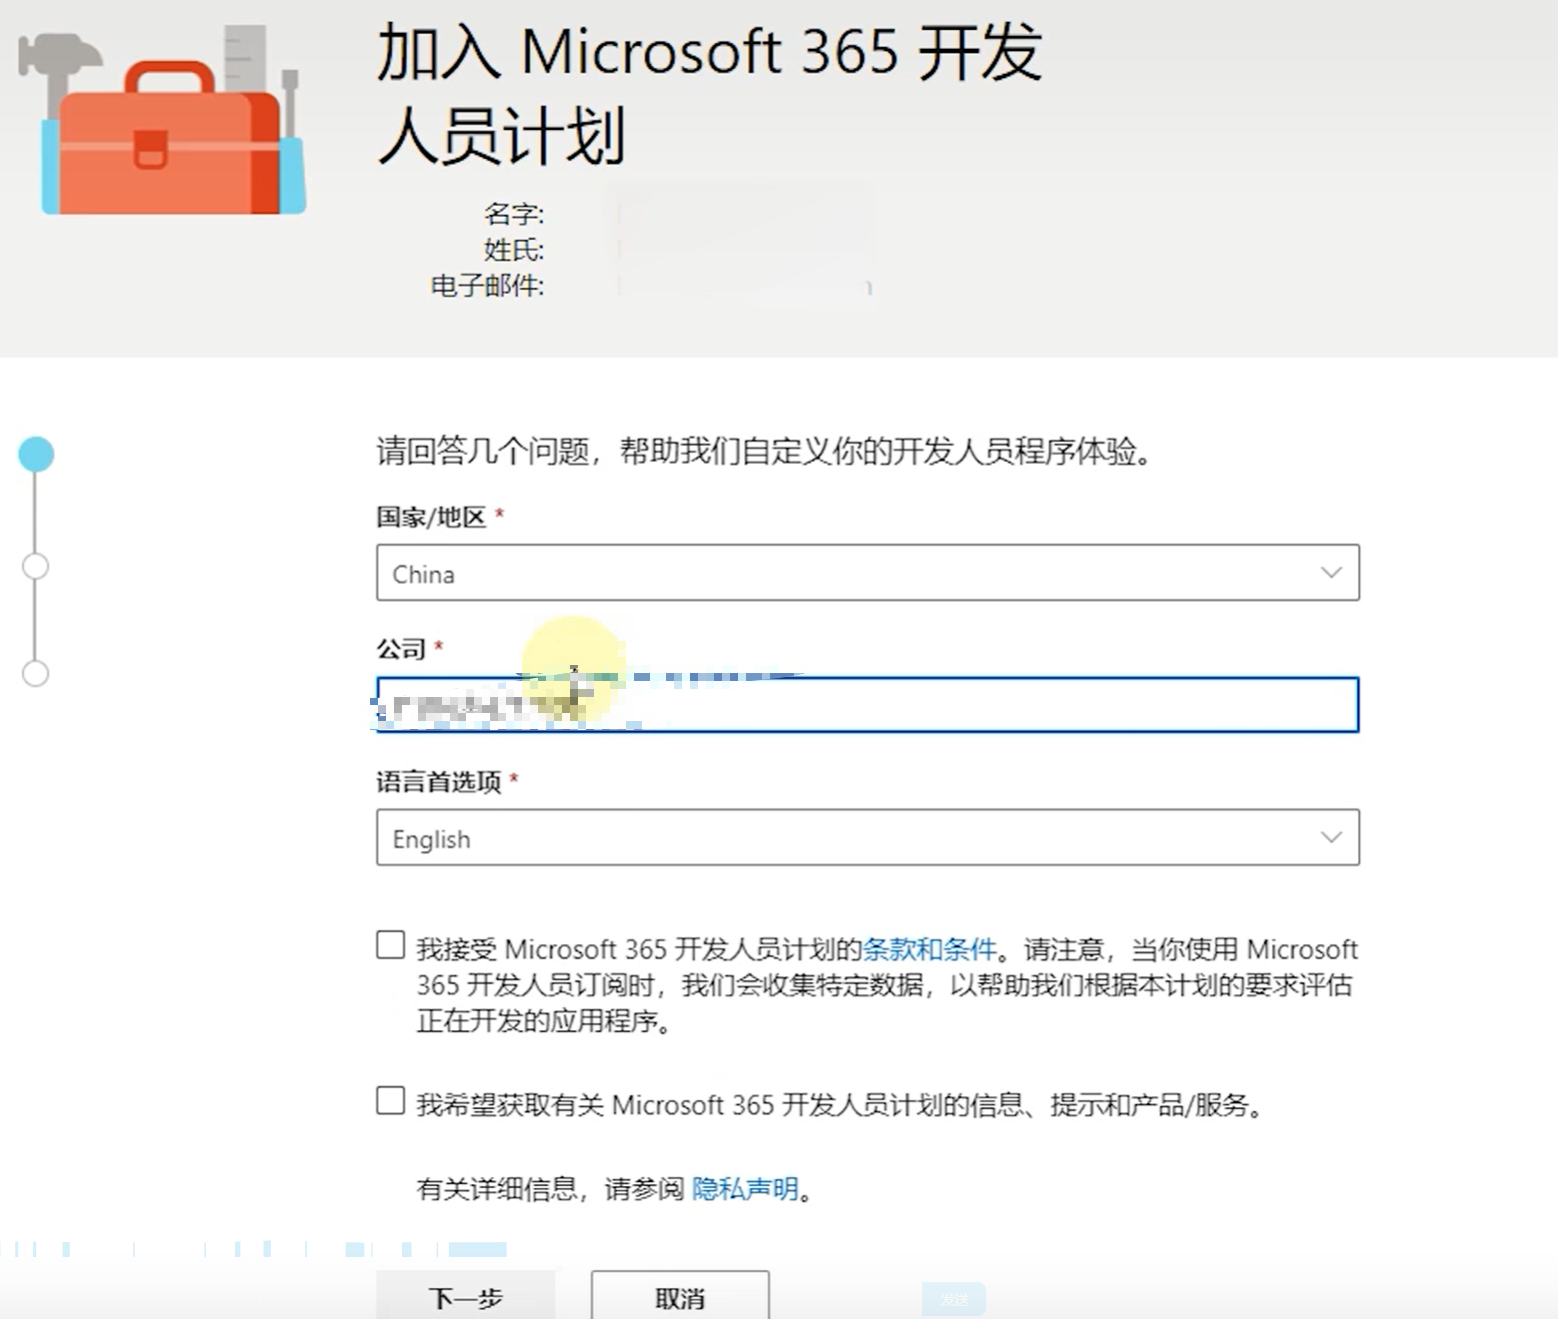 加入 Microsoft 365 开发
人员计划
名字:
姓氏:
电子邮件:
请回答几个问题，帮助我们自定义你的开发人员程序体验。
国家/地区 *
China
公司 *
语言首选项 *
English
我接受 Microsoft 365 开发人员计划的条款和条件。请注意，当你使用 Microsoft
365 开发人员订阅时，我们会收集特定数据，以帮助我们根据本计划的要求评估
正在开发的应用程序。
我希望获取有关 Microsoft 365 开发人员计划的信息、提示和产品/服务。
有关详细信息，请参阅 隐私声明。
下一步 取消 发送